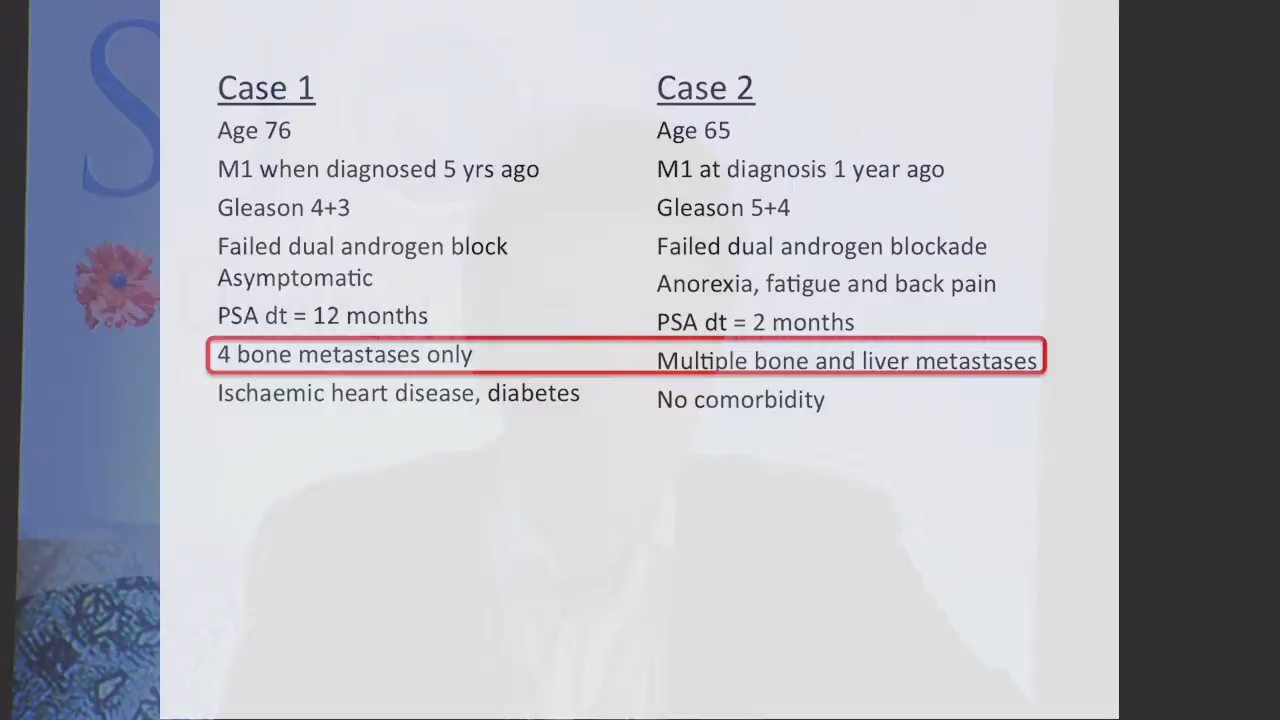 Case 1
Age 76
M1 when diagnosed 5 yrs ago
Gleason 4+3
Failed dual androgen block
Asymptomatic
PSA dt = 12 months
4 bone metastases only
Ischaemic heart disease, diabetes
Case 2
Age 65
M1 at diagnosis 1 year ago
Gleason 5+4
Failed dual androgen blockade
Anorexia, fatigue and back pain
PSA dt = 2 months
Multiple bone and liver metastases
No comorbidity